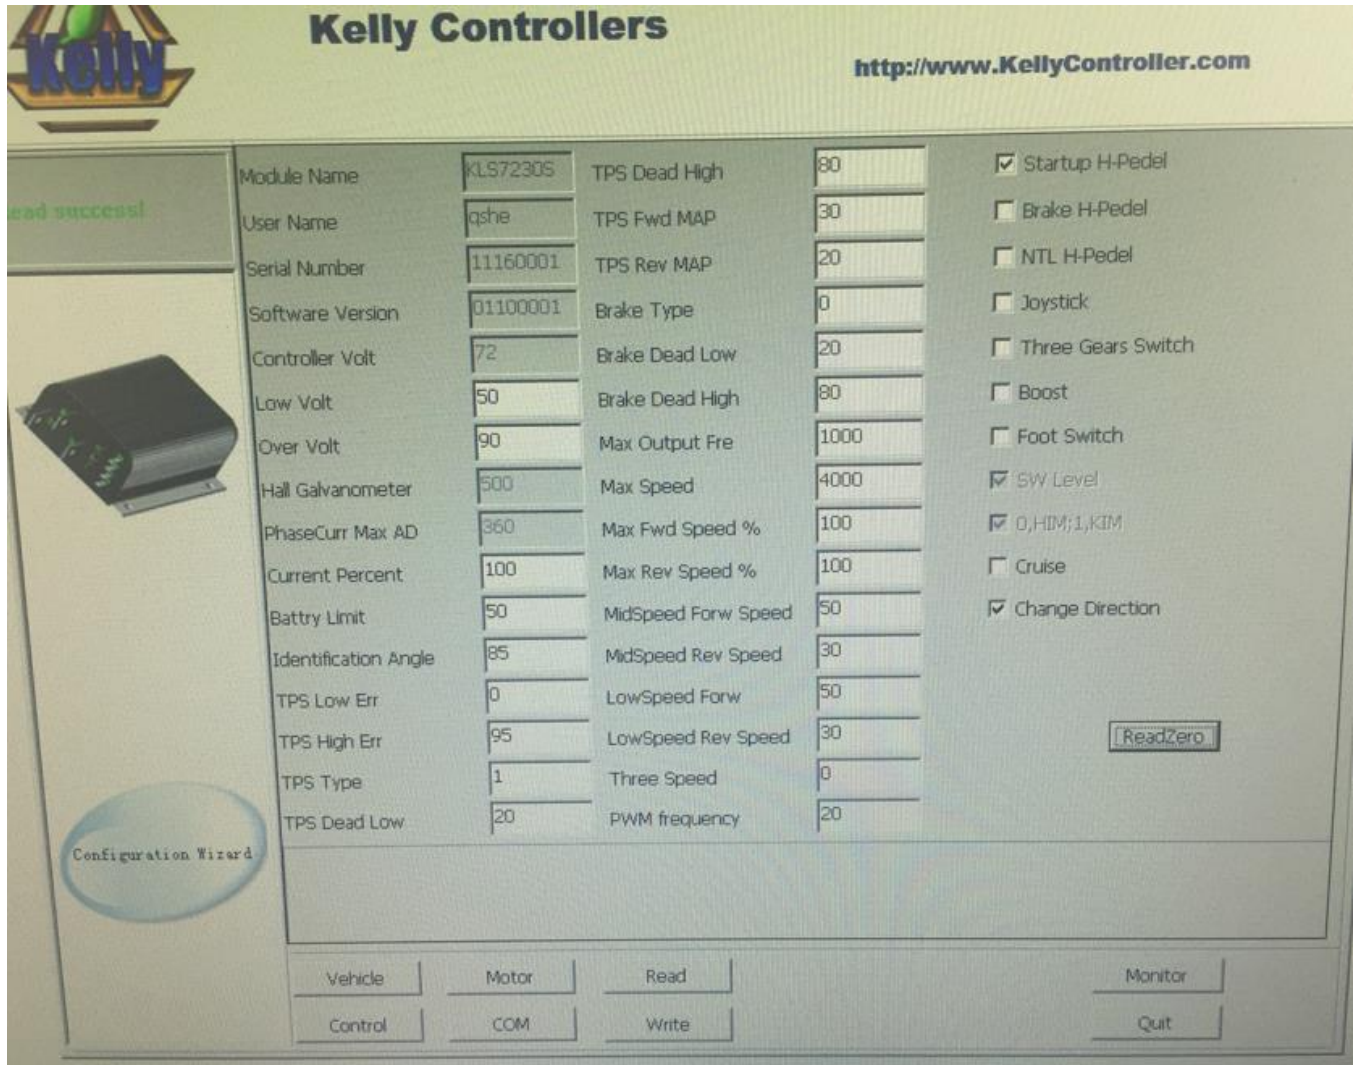 Kelly
Kelly Controllers
http://www.KellyController.com
ead success!
Module Name KLS7230S TPS Dead High 80 Startup H-Pedel
User Name qshe TPS Fwd MAP 30 Brake H-Pedel
Serial Number 11160001 TPS Rev MAP 20 NTL H-Pedel
Software Version 01100001 Brake Type 0 Joystick
Controller Volt 72 Brake Dead Low 20 Three Gears Switch
Low Volt 50 Brake Dead High 80 Boost
Over Volt 90 Max Output Fre 1000 Foot Switch
Hall Galvanometer 500 Max Speed 4000 SW Level
PhaseCurr Max AD 360 Max Fwd Speed % 100 0,HIM;1,KIM
Current Percent 100 Max Rev Speed % 100 Cruise
Battry Limit 50 MidSpeed Forw Speed 50 Change Direction
Identification Angle 85 MidSpeed Rev Speed 30
TPS Low Err 0 LowSpeed Forw 50
TPS High Err 95 LowSpeed Rev Speed 30 ReadZero
TPS Type 1 Three Speed 0
TPS Dead Low 20 PWM frequency 20
Configuration Wizard
Vehicle Motor Read Monitor
Control COM Write Quit